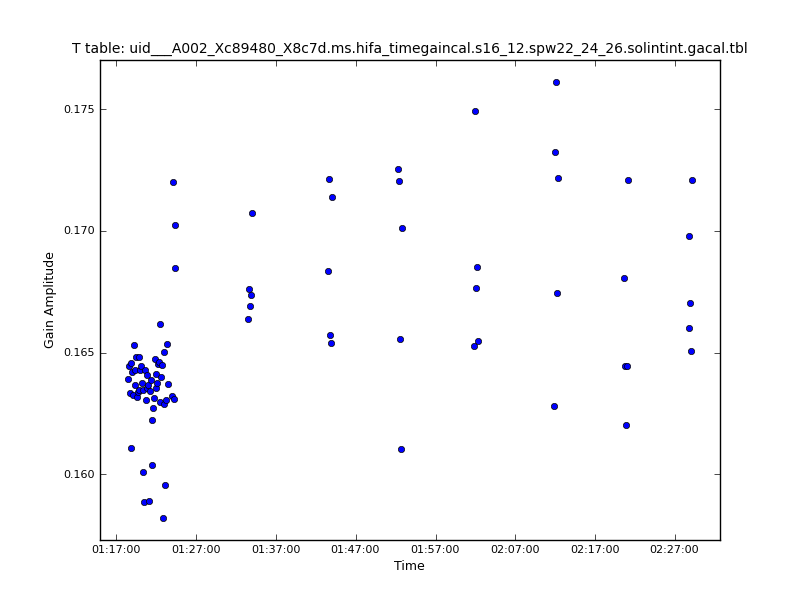 T table: uid___A002_Xc89480_X8c7d.ms.hifa_timegaincal.s16_12.spw22_24_26.solintint.gacal.tbl
0.175
0.170
0.165
0.160
Gain Amplitude
01:17:00 01:27:00 01:37:00 01:47:00 01:57:00 02:07:00 02:17:00 02:27:00
Time